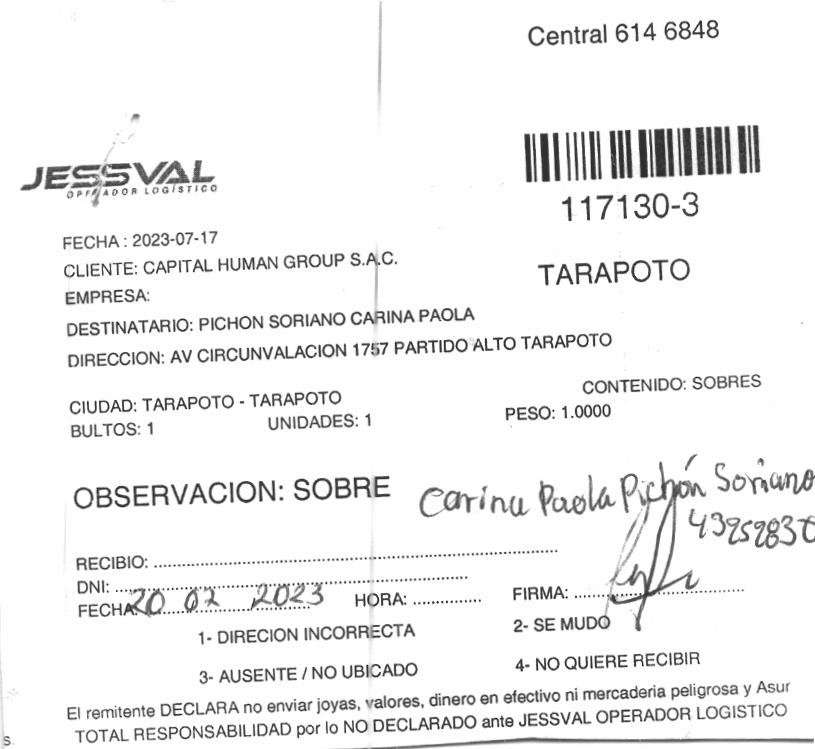 Central 614 6848
JESSVAL
OPERADOR LOGÍSTICO
117130-3
FECHA : 2023-07-17
CLIENTE: CAPITAL HUMAN GROUP S.A.C.
TARAPOTO
EMPRESA:
DESTINATARIO: PICHON SORIANO CARINA PAOLA
DIRECCION: AV CIRCUNVALACION 1757 PARTIDO ALTO TARAPOTO
CIUDAD: TARAPOTO - TARAPOTO
CONTENIDO: SOBRES
BULTOS: 1 UNIDADES: 1 PESO: 1.0000
OBSERVACION: SOBRE
Carina Paola Pichón Soriano
RECIBIO:
DNI:
FECHA: 20 07 2023 HORA: FIRMA:
1- DIRECION INCORRECTA 2- SE MUDO
3- AUSENTE / NO UBICADO 4- NO QUIERE RECIBIR
El remitente DECLARA no enviar joyas, valores, dinero en efectivo ni mercaderia peligrosa y Asur
s. TOTAL RESPONSABILIDAD por lo NO DECLARADO ante JESSVAL OPERADOR LOGISTICO